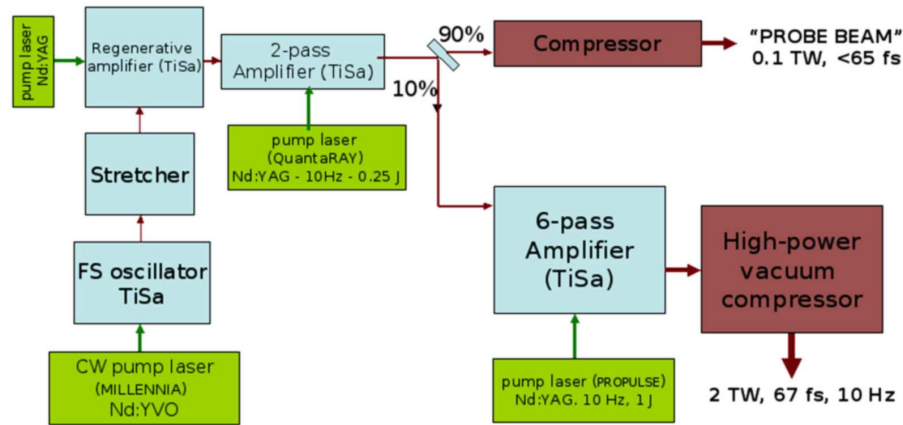 pump laser
Nd:YAG
Regenerative
amplifier (TiSa)
2-pass
Amplifier (TiSa)
90%
10%
Compressor
“PROBE BEAM”
0.1 TW, <65 fs
pump laser
(QuantaRAY)
Nd:YAG - 10Hz - 0.25 J
Stretcher
FS oscillator
TiSa
CW pump laser
(MILLENNIA)
Nd:YVO
6-pass
Amplifier
(TiSa)
High-power
vacuum
compressor
pump laser (PROPULSE)
Nd:YAG. 10 Hz, 1 J
2 TW, 67 fs, 10 Hz